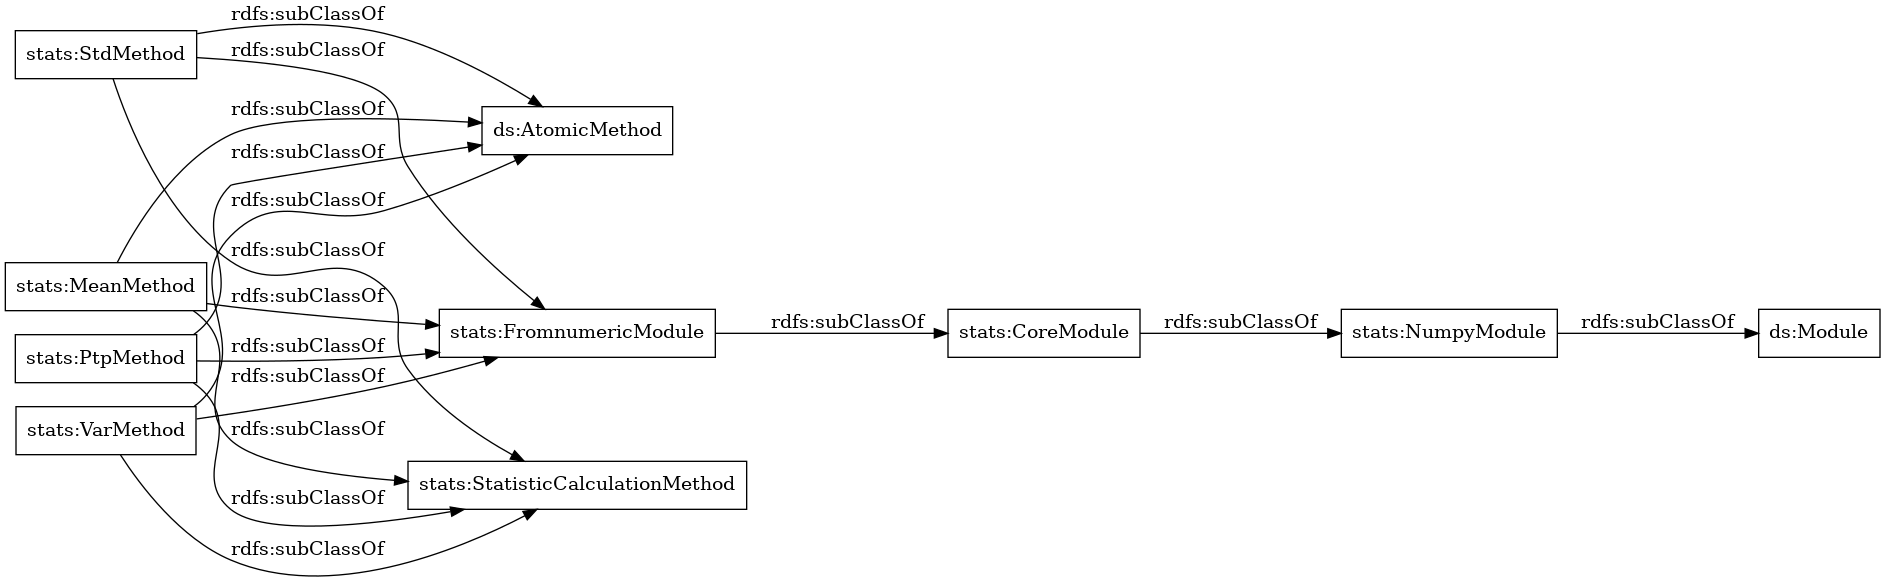 rdfs:subClassOf
stats:StdMethod
rdfs:subClassOf
rdfs:subClassOf
ds:AtomicMethod
rdfs:subClassOf
rdfs:subClassOf
rdfs:subClassOf
stats:MeanMethod
rdfs:subClassOf
stats:FromnumericModule
rdfs:subClassOf
stats:CoreModule
rdfs:subClassOf
stats:NumpyModule
rdfs:subClassOf
ds:Module
rdfs:subClassOf
stats:PtpMethod
rdfs:subClassOf
stats:VarMethod
rdfs:subClassOf
stats:StatisticCalculationMethod
rdfs:subClassOf
rdfs:subClassOf